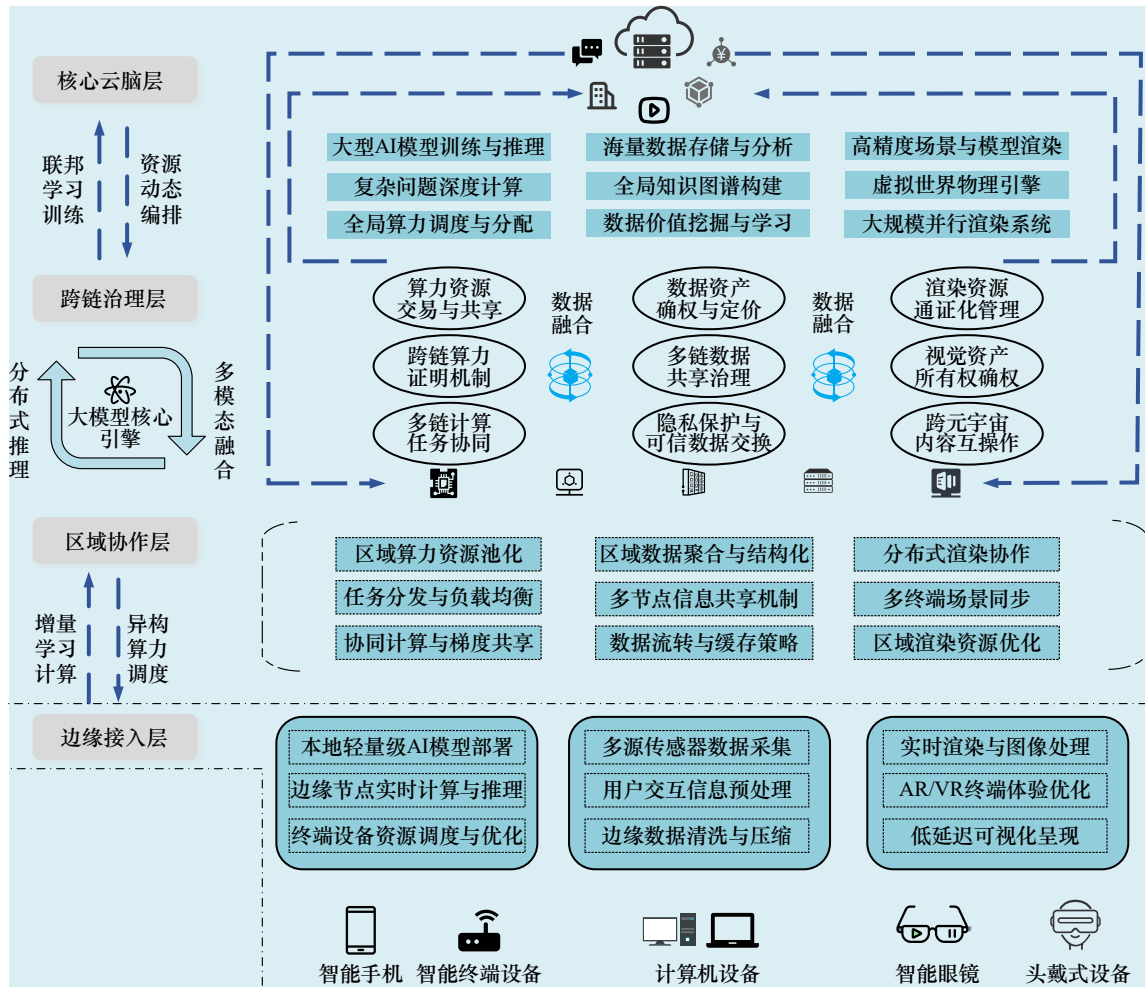 核心云脑层
联邦
学习
训练
资源
动态
编排
大型AI模型训练与推理
海量数据存储与分析
高精度场景与模型渲染
复杂问题深度计算
全局知识图谱构建
虚拟世界物理引擎
全局算力调度与分配
数据价值挖掘与学习
大规模并行渲染系统
跨链治理层
分布式推理
大模型核心
引擎
多模态融合
算力资源
交易与共享
数据
融合
数据资产
确权与定价
数据
融合
渲染资源
通证化管理
跨链算力
证明机制
多链数据
共享治理
视觉资产
所有权确权
多链计算
任务协同
隐私保护与
可信数据交换
跨元宇宙
内容互操作
区域协作层
增量
学习
计算
异构
算力
调度
区域算力资源池化
区域数据聚合与结构化
分布式渲染协作
任务分发与负载均衡
多节点信息共享机制
多终端场景同步
协同计算与梯度共享
数据流转与缓存策略
区域渲染资源优化
边缘接入层
本地轻量级AI模型部署
多源传感器数据采集
实时渲染与图像处理
边缘节点实时计算与推理
用户交互信息预处理
AR/VR终端体验优化
终端设备资源调度与优化
边缘数据清洗与压缩
低延迟可视化呈现
智能手机
智能终端设备
计算机设备
智能眼镜
头戴式设备
¥